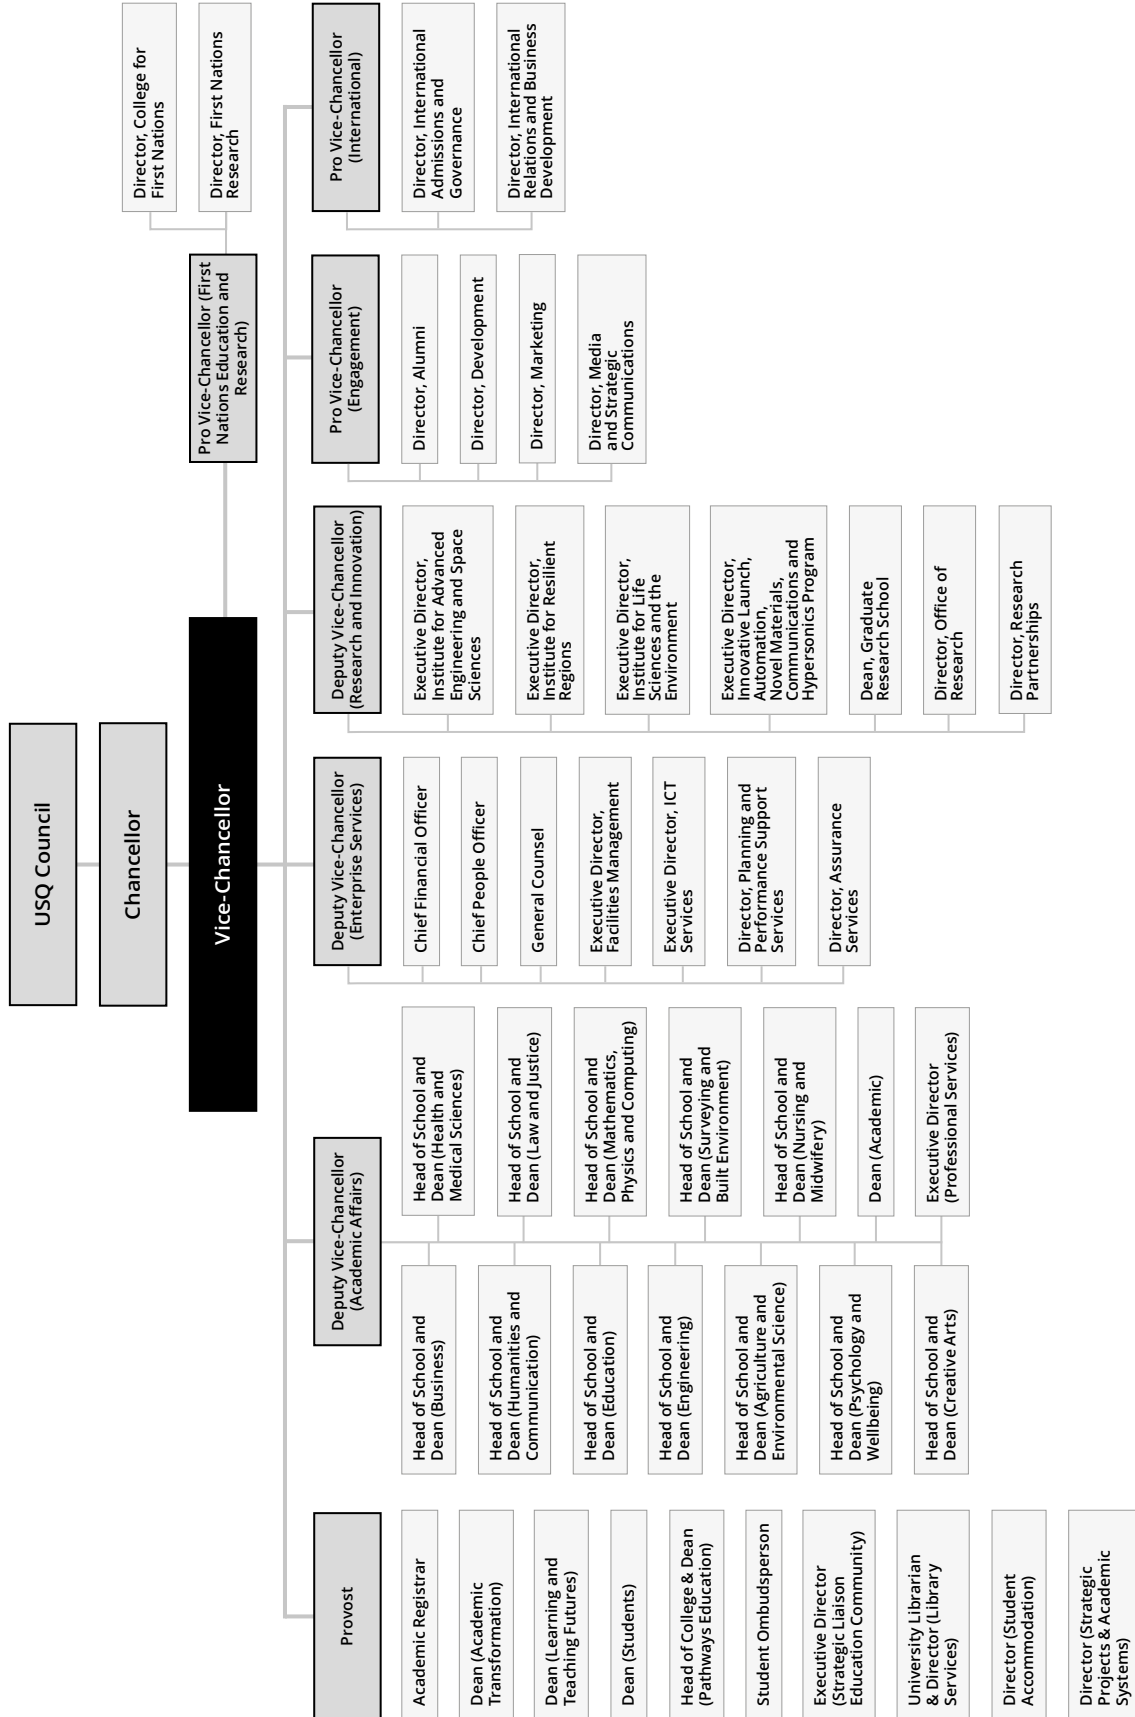 USQ Council
Chancellor
Vice-Chancellor
Pro Vice-Chancellor (First
Nations Education and
Research)
Director, College for
First Nations
Director, First Nations
Research
Provost
Academic Registrar
Dean (Academic
Transformation)
Dean (Learning and
Teaching Futures)
Dean (Students)
Head of College & Dean
(Pathways Education)
Student Ombudsperson
Executive Director
(Strategic Liaison
Education Community)
University Librarian
& Director (Library
Services)
Director (Student
Accommodation)
Director (Strategic
Projects & Academic
Systems)
Deputy Vice-Chancellor
(Academic Affairs)
Head of School and
Dean (Business)
Head of School and
Dean (Humanities and
Communication)
Head of School and
Dean (Education)
Head of School and
Dean (Engineering)
Head of School and
Dean (Agriculture and
Environmental Science)
Head of School and
Dean (Psychology and
Wellbeing)
Head of School and
Dean (Creative Arts)
Head of School and
Dean (Health and
Medical Sciences)
Head of School and
Dean (Law and Justice)
Head of School and
Dean (Mathematics,
Physics and Computing)
Head of School and
Dean (Surveying and
Built Environment)
Head of School and
Dean (Nursing and
Midwifery)
Dean (Academic)
Executive Director
(Professional Services)
Deputy Vice-Chancellor
(Enterprise Services)
Chief Financial Officer
Chief People Officer
General Counsel
Executive Director,
Facilities Management
Executive Director, ICT
Services
Director, Planning and
Performance Support
Services
Director, Assurance
Services
Deputy Vice-Chancellor
(Research and Innovation)
Executive Director,
Institute for Advanced
Engineering and Space
Sciences
Executive Director,
Institute for Resilient
Regions
Executive Director,
Institute for Life
Sciences and the
Environment
Executive Director,
Innovative Launch,
Automation,
Novel Materials,
Communications and
Hypersonics Program
Dean, Graduate
Research School
Director, Office of
Research
Director, Research
Partnerships
Pro Vice-Chancellor
(Engagement)
Director, Alumni
Director, Development
Director, Marketing
Director, Media
and Strategic
Communications
Pro Vice-Chancellor
(International)
Director, International
Admissions and
Governance
Director, International
Relations and Business
Development